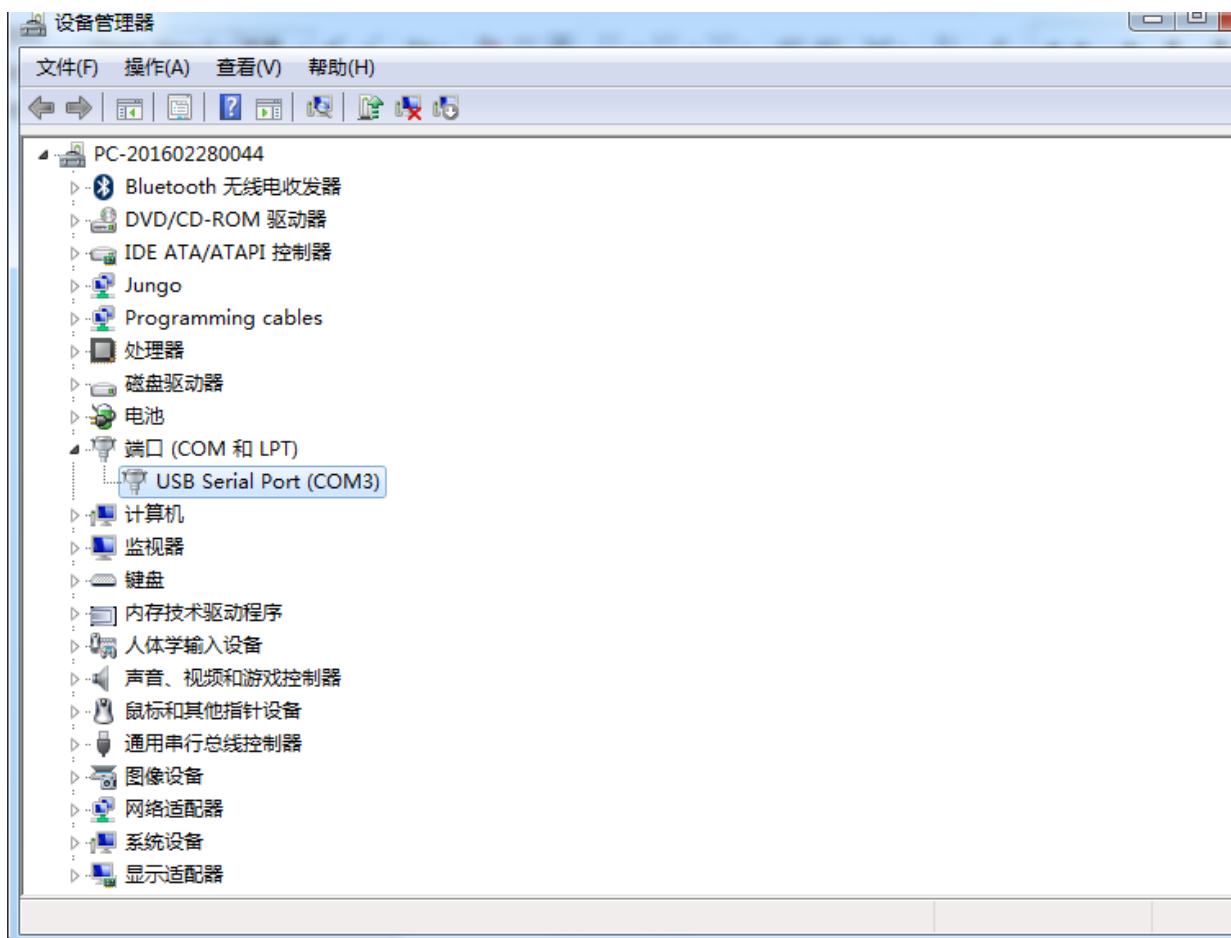 设备管理器
文件(F) 操作(A) 查看(V) 帮助(H)
PC-201602280044
Bluetooth 无线电收发器
DVD/CD-ROM 驱动器
IDE ATA/ATAPI 控制器
Jungo
Programming cables
处理器
磁盘驱动器
电池
端口 (COM 和 LPT)
USB Serial Port (COM3)
计算机
监视器
键盘
内存技术驱动程序
人体学输入设备
声音、视频和游戏控制器
鼠标和其他指针设备
通用串行总线控制器
图像设备
网络适配器
系统设备
显示适配器